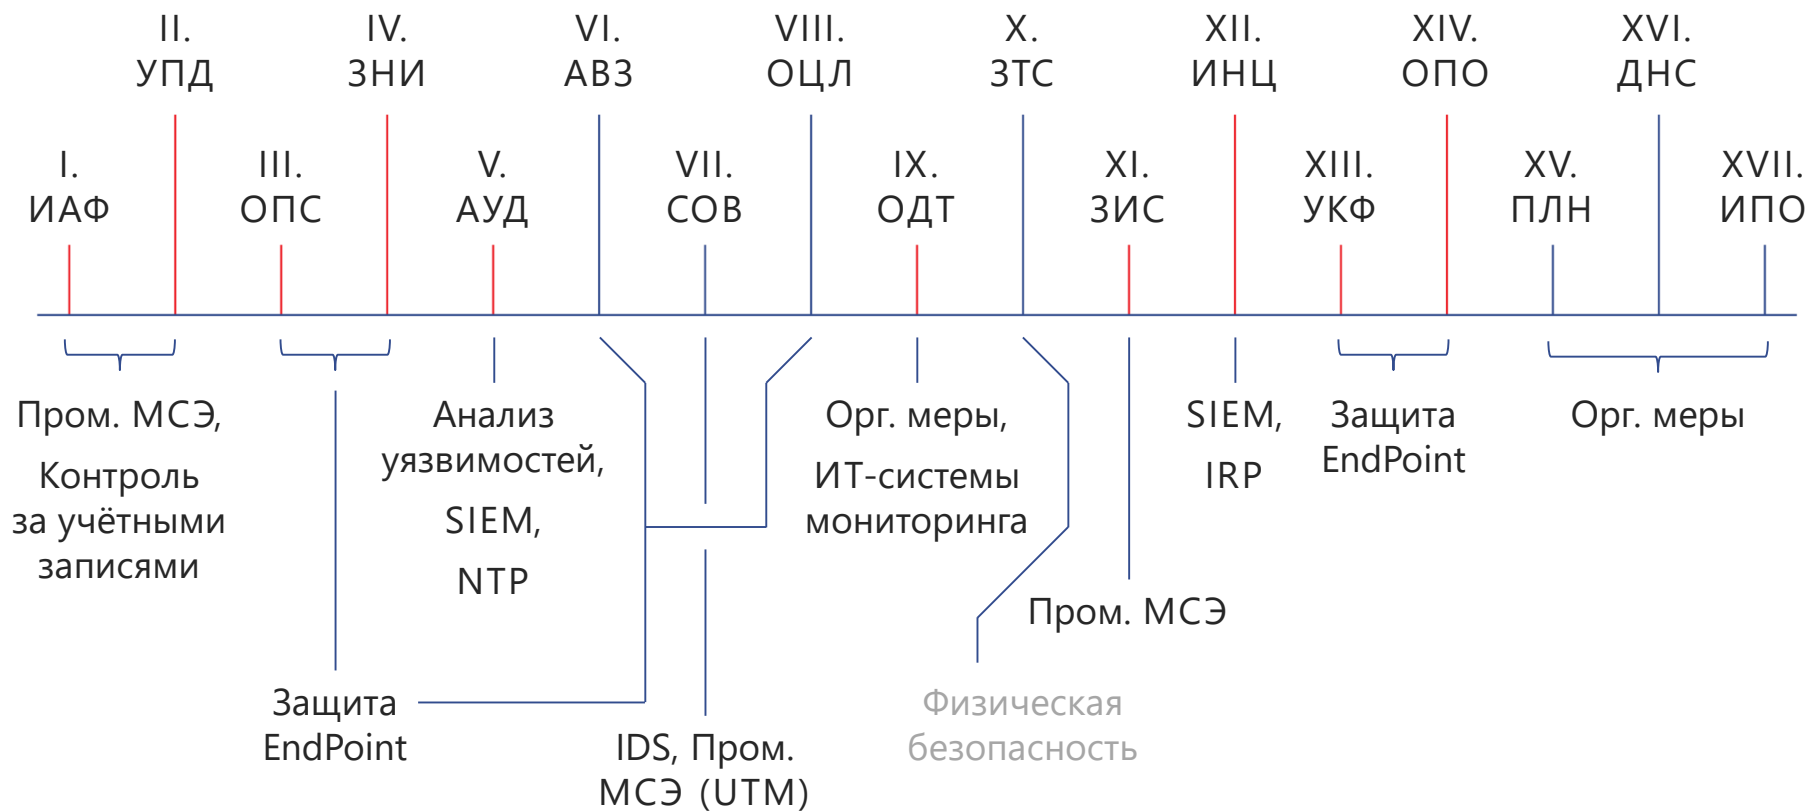 II.
УПД
IV.
ЗНИ
VI.
АВЗ
VIII.
ОЦЛ
X.
ЗТС
XII.
ИНЦ
XIV.
ОПО
XVI.
ДНС
I.
ИАФ
III.
ОПС
V.
АУД
VII.
СОВ
IX.
ОДТ
XI.
ЗИС
XIII.
УКФ
XV.
ПЛН
XVII.
ИПО
Пром. МСЭ,
Контроль
за учётными
записями
Анализ
уязвимостей,
SIEM,
NTP
Орг. меры,
ИТ-системы
мониторинга
SIEM,
IRP
Защита
EndPoint
Орг. меры
Пром. МСЭ
Защита
EndPoint
IDS, Пром.
МСЭ (UTM)
Физическая
безопасность